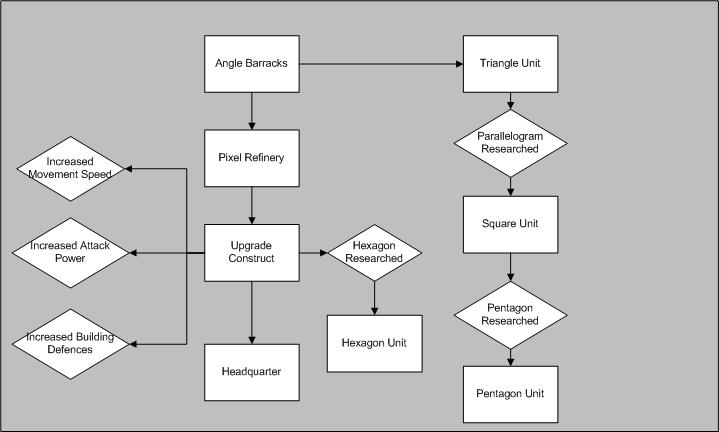 Angle Barracks
Triangle Unit
Parallelogram
Researched
Pixel Refinery
Increased
Movement Speed
Square Unit
Increased Attack
Power
Upgrade
Construct
Hexagon
Researched
Pentagon
Researched
Increased Building
Defences
Hexagon Unit
Headquarter
Pentagon Unit